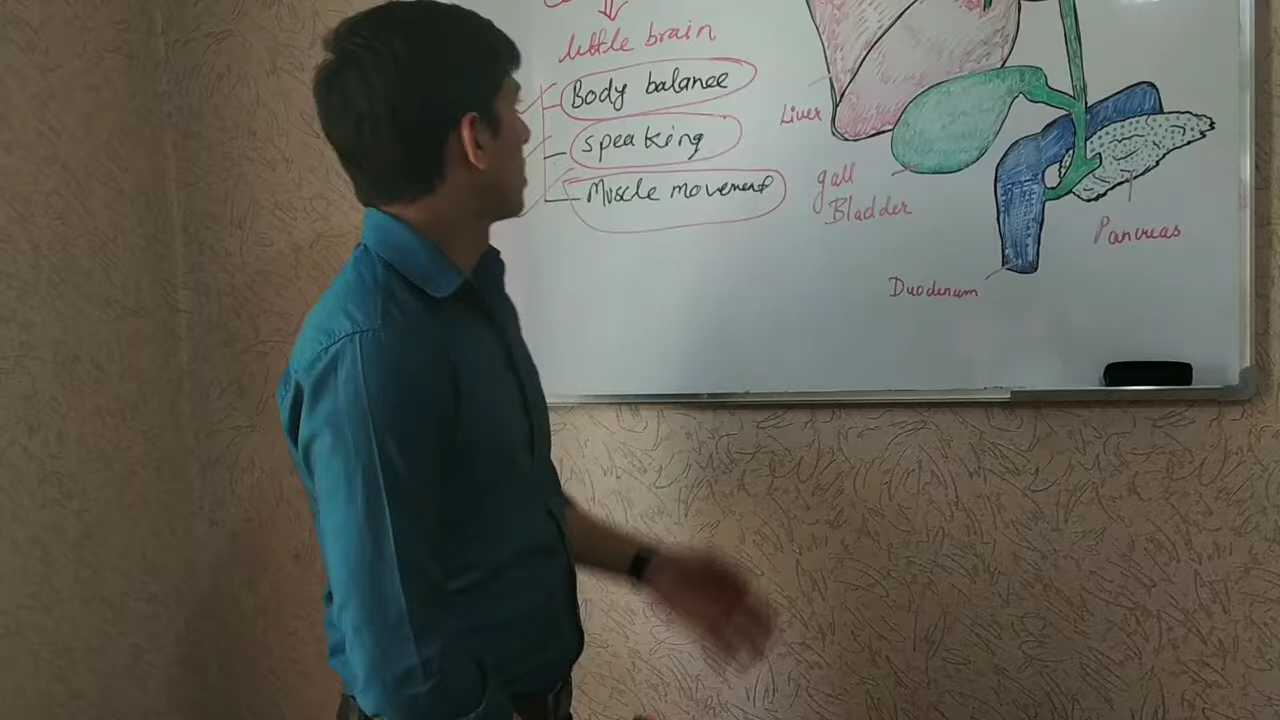 little brain
Body balance
speaking
Muscle movement
Liver
gall
Bladder
Pancreas
Duodenum